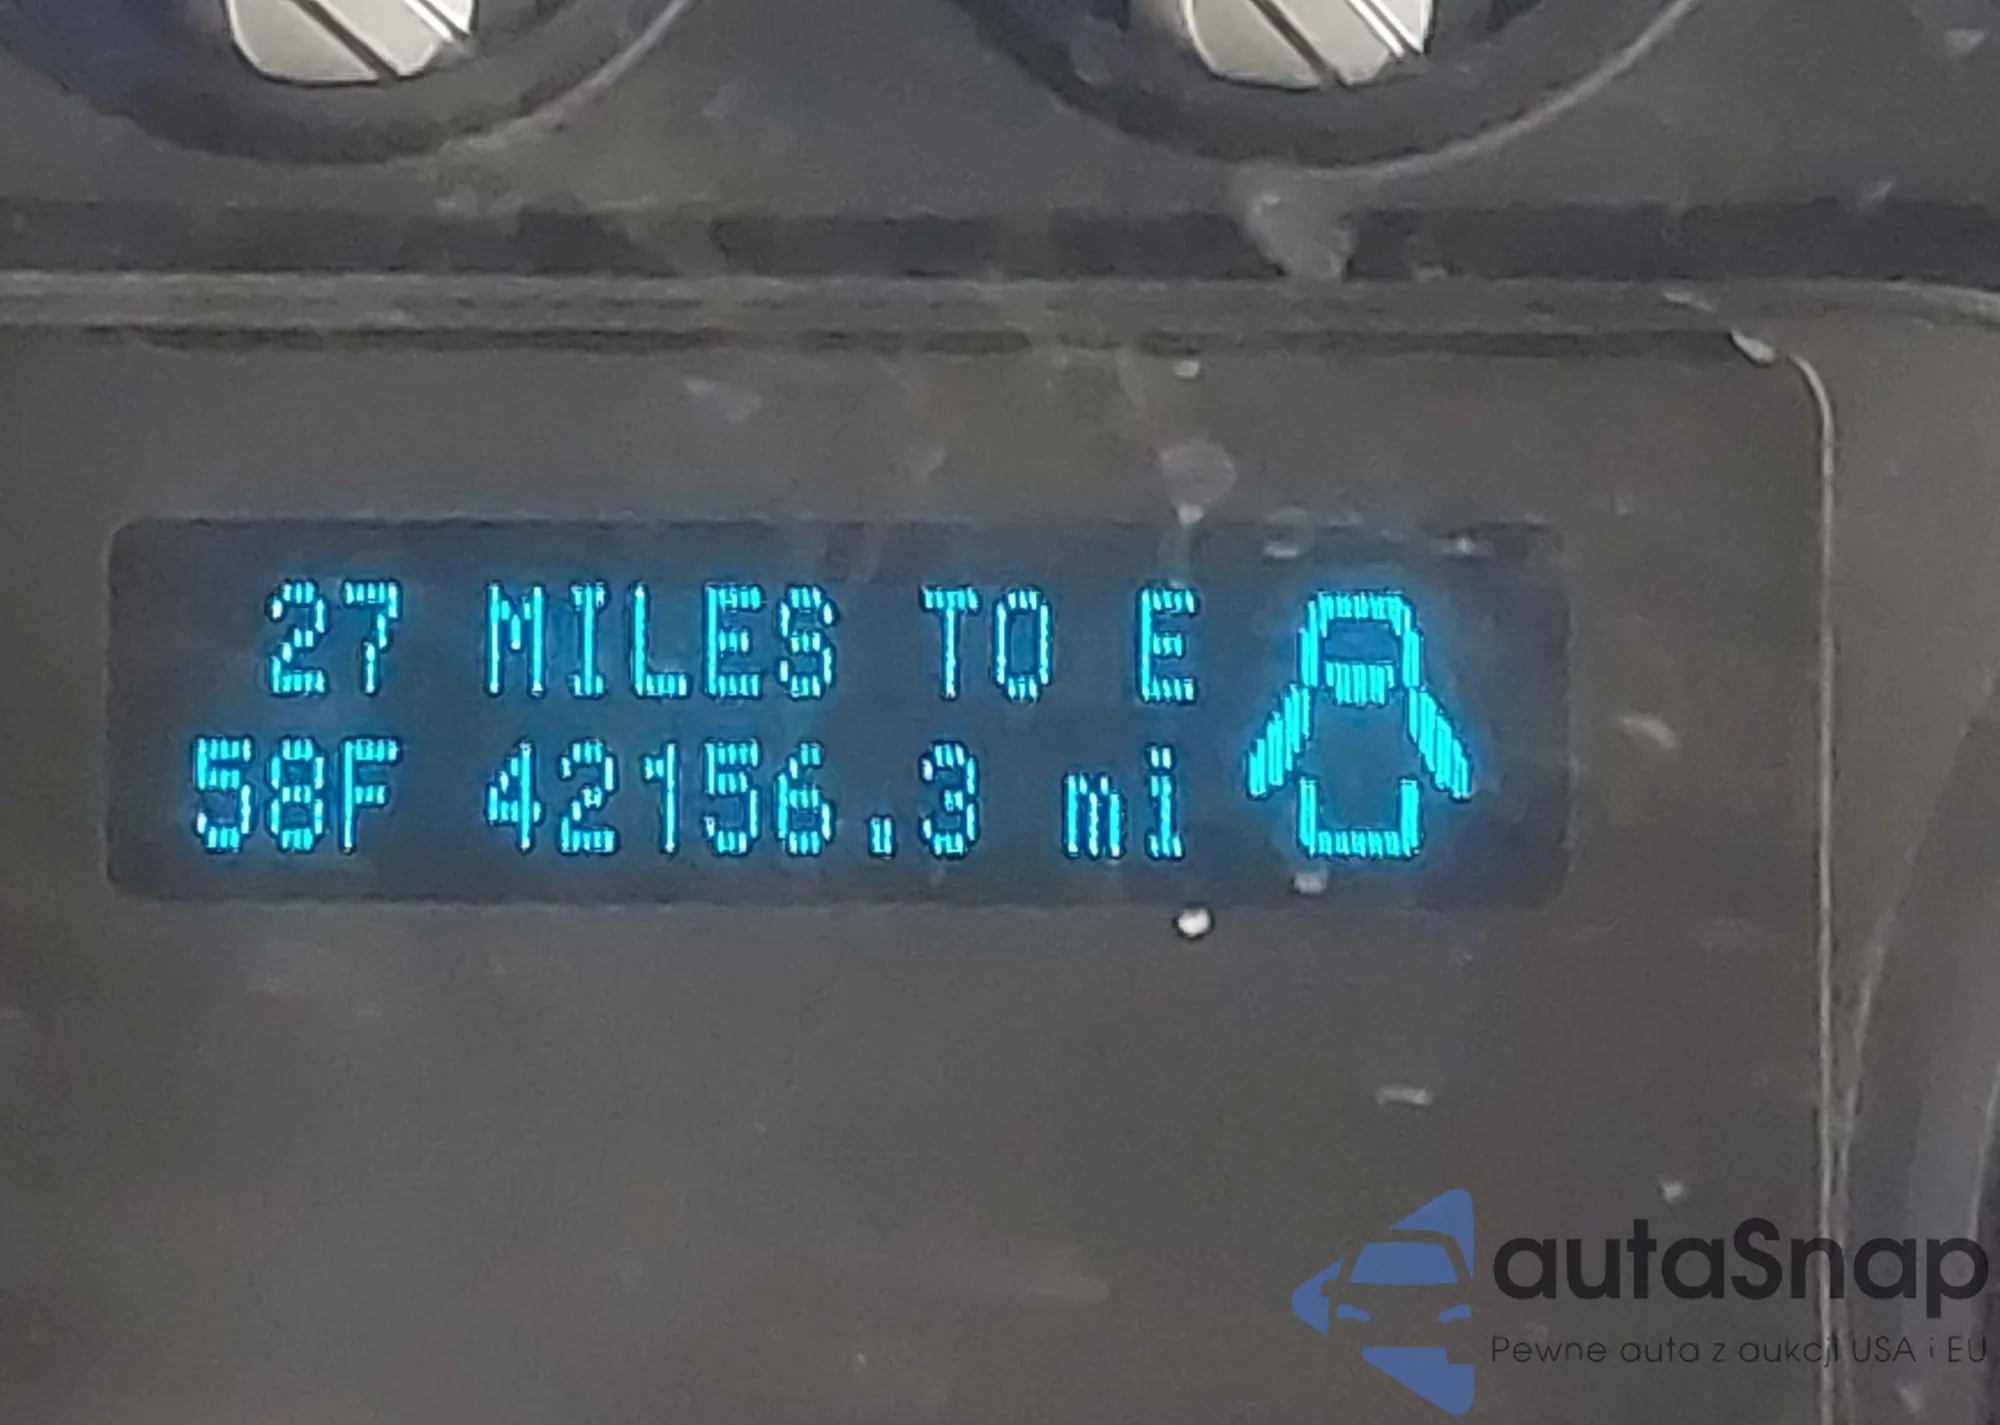 27 MILES TO E
58F 42156.3 mi
autaSnap
Pewne auta z aukcji USA i EU